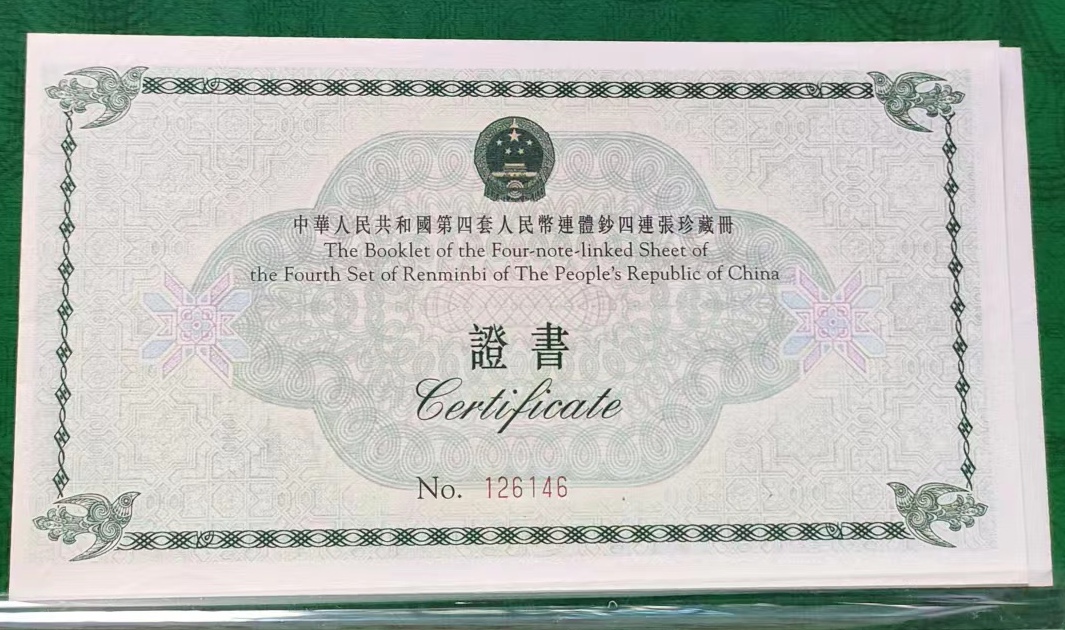 中華人民共和國第四套人民幣連體鈔四連張珍藏冊
The Booklet of the Four-note-linked Sheet of
the Fourth Set of Renminbi of The People's Republic of China
證書
Certificate
No. 126146